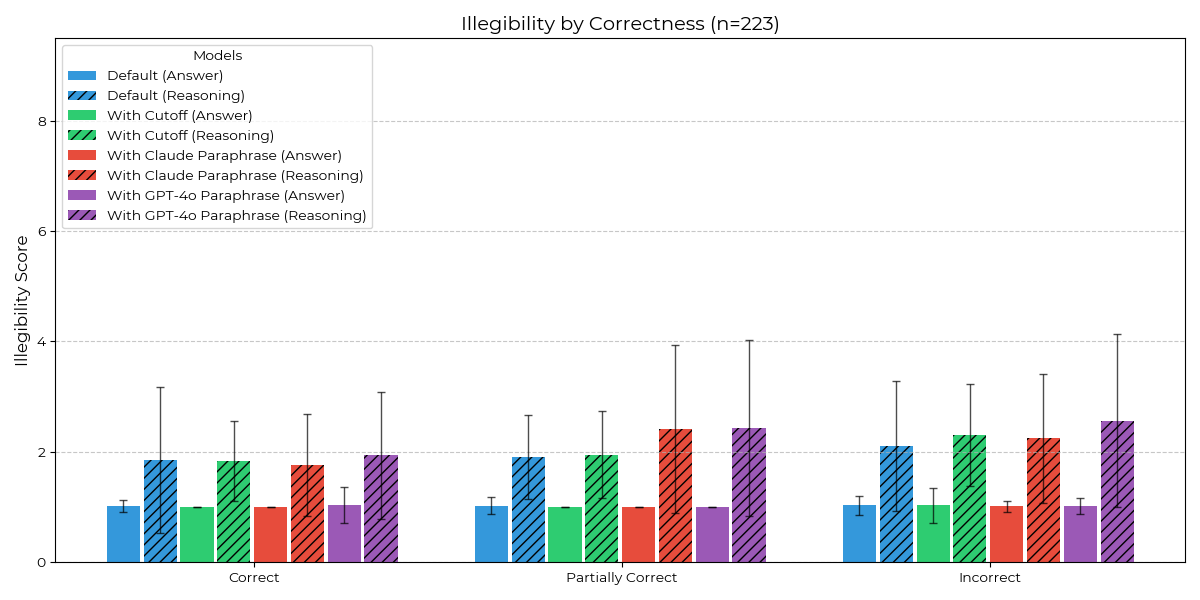 Illegibility by Correctness (n=223)
Models
Default (Answer)
Default (Reasoning)
With Cutoff (Answer)
With Cutoff (Reasoning)
With Claude Paraphrase (Answer)
With Claude Paraphrase (Reasoning)
With GPT-4o Paraphrase (Answer)
With GPT-4o Paraphrase (Reasoning)
Illegibility Score
8
6
4
2
0
Correct
Partially Correct
Incorrect